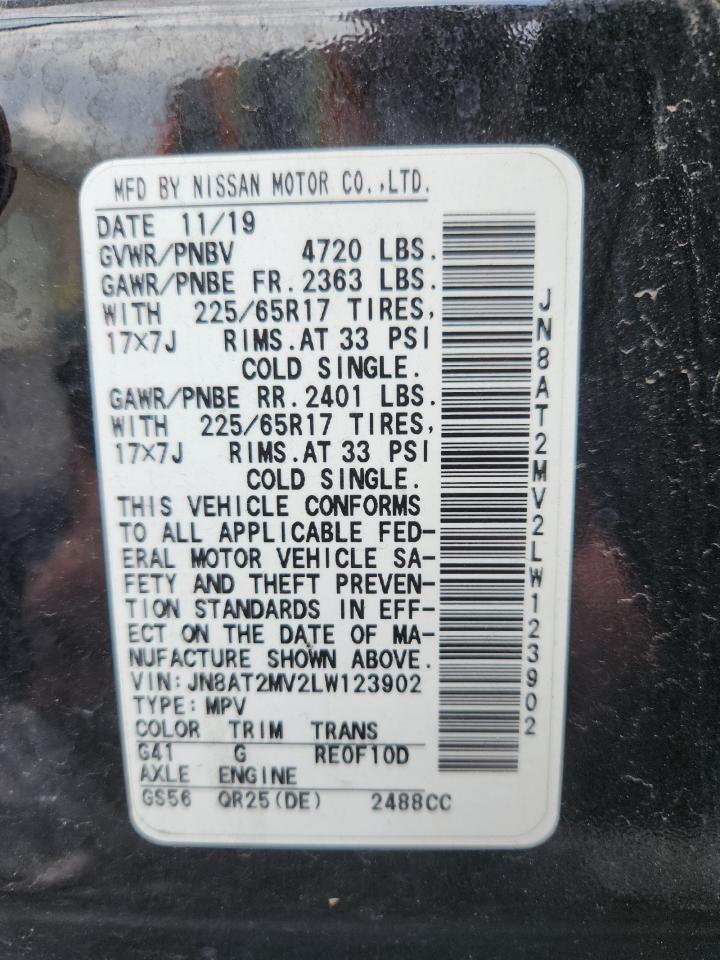 MFD BY NISSAN MOTOR CO.,LTD.
DATE 11/19
GVWR/PNBV 4720 LBS.
GAWR/PNBE FR.2363 LBS.
WITH 225/65R17 TIRES,
17×7J RIMS.AT 33 PSI
COLD SINGLE.
GAWR/PNBE RR.2401 LBS.
WITH 225/65R17 TIRES,
17×7J RIMS.AT 33 PSI
COLD SINGLE.
THIS VEHICLE CONFORMS
TO ALL APPLICABLE FED-
ERAL MOTOR VEHICLE SA-
FETY AND THEFT PREVEN-
TION STANDARDS IN EFF-
ECT ON THE DATE OF MA-
NUFACTURE SHOWN ABOVE.
VIN:JN8AT2MV2LW123902
TYPE:MPV
COLOR TRIM TRANS
G41 G RE0F10D
AXLE ENGINE
GS56 QR25(DE) 2488CC
JN8AT2MV2LW123902